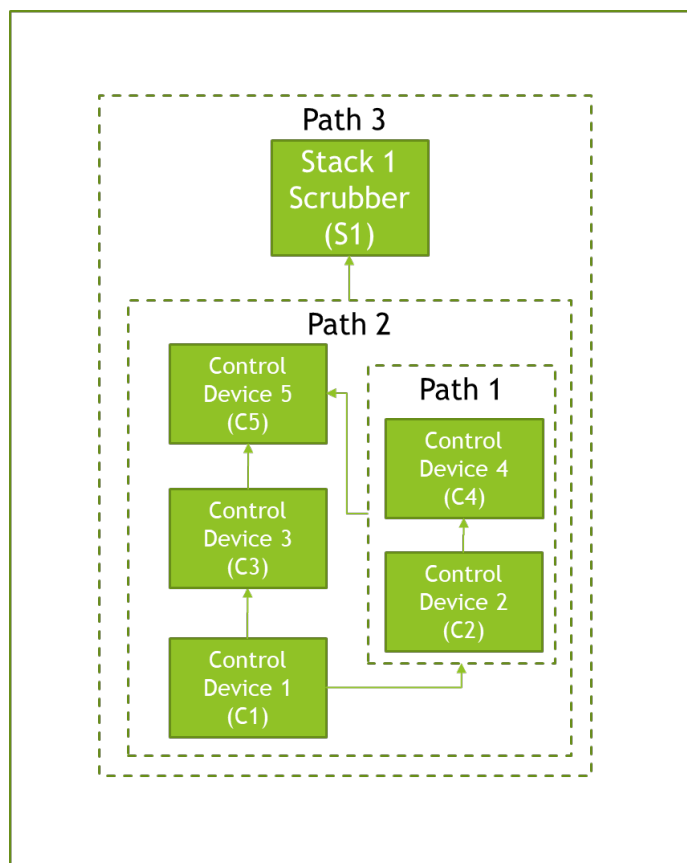 Path 3
Stack 1
Scrubber
(S1)
Path 2
Control
Device 5
(C5)
Path 1
Control
Device 4
(C4)
Control
Device 3
(C3)
Control
Device 2
(C2)
Control
Device 1
(C1)